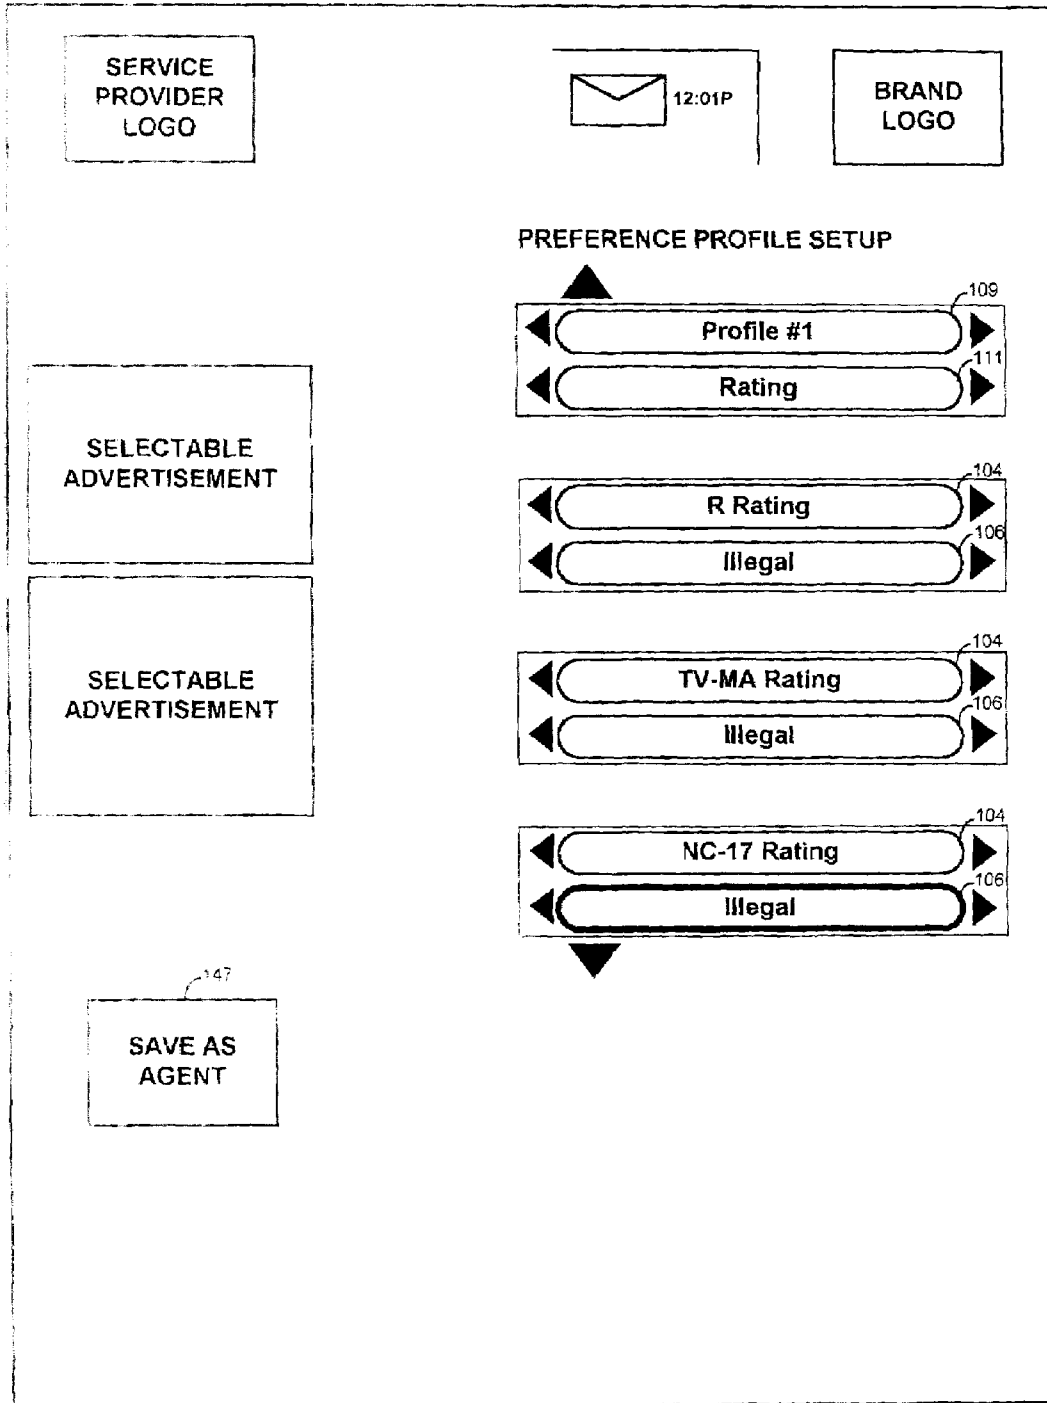 SERVICE
PROVIDER
LOGO
12:01P
BRAND
LOGO
PREFERENCE PROFILE SETUP
109
Profile #1
111
Rating
SELECTABLE
ADVERTISEMENT
104
R Rating
106
Illegal
SELECTABLE
ADVERTISEMENT
104
TV-MA Rating
106
Illegal
104
NC-17 Rating
106
Illegal
147
SAVE AS
AGENT